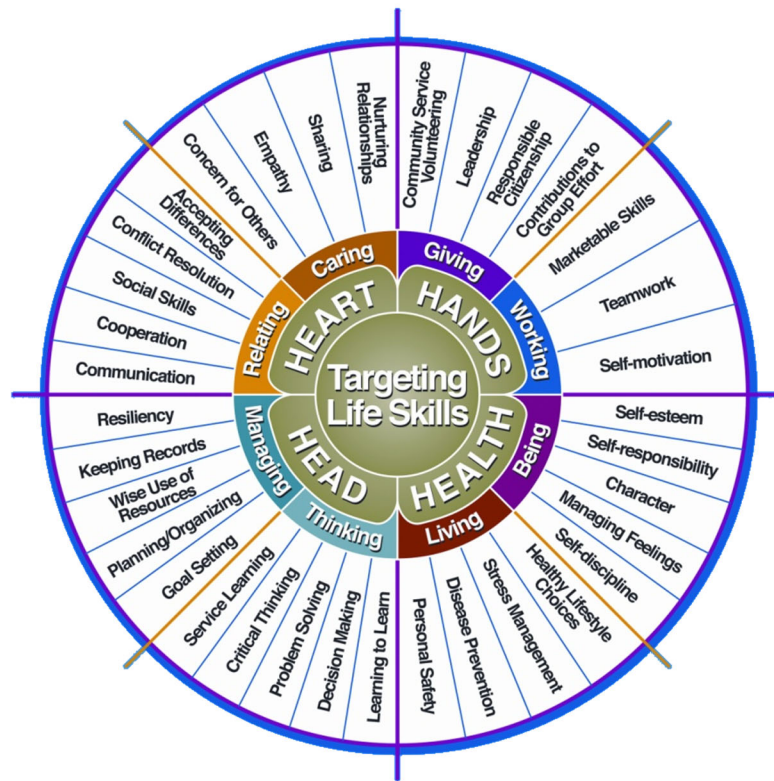 Targeting
Life Skills
HEART
HANDS
HEALTH
HEAD
Caring
Giving
Working
Being
Living
Thinking
Managing
Relating
Concern for Others
Empathy
Sharing
Nurturing
Relationships
Community Service
Volunteering
Leadership
Responsible
Citizenship
Contributions to
Group Effort
Marketable Skills
Teamwork
Self-motivation
Self-esteem
Self-responsibility
Character
Managing Feelings
Self-discipline
Healthy Lifestyle
Choices
Stress Management
Disease Prevention
Personal Safety
Learning to Learn
Decision Making
Problem Solving
Critical Thinking
Service Learning
Goal Setting
Planning/Organizing
Wise Use of
Resources
Keeping Records
Resiliency
Communication
Cooperation
Social Skills
Conflict Resolution
Accepting
Differences